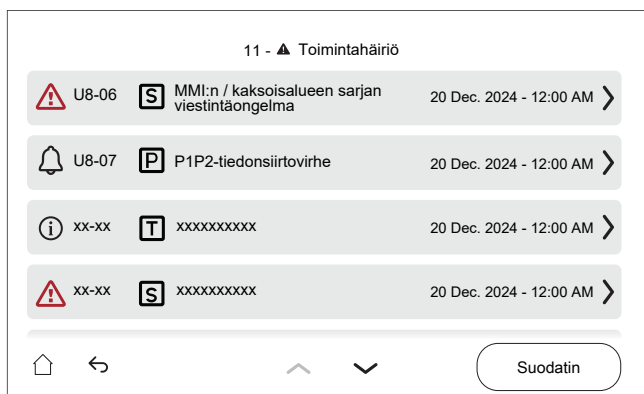 11 - Toimintahäiriö
U8-06 S MMI:n / kaksoisalueen sarjan
viestintäongelma
20 Dec. 2024 - 12:00 AM
U8-07 P P1P2-tiedonsiirtovirhe 20 Dec. 2024 - 12:00 AM
xx-xx T xxxxxxxxxx 20 Dec. 2024 - 12:00 AM
xx-xx S xxxxxxxxxx 20 Dec. 2024 - 12:00 AM
Suodatin